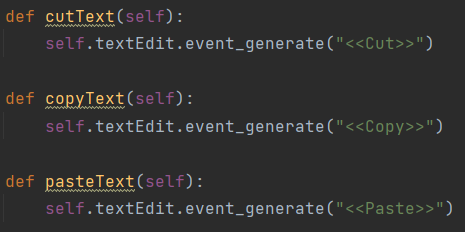 def cutText(self):
    self.textEdit.event_generate("<<Cut>>")
def copyText(self):
    self.textEdit.event_generate("<<Copy>>")
def pasteText(self):
    self.textEdit.event_generate("<<Paste>>")